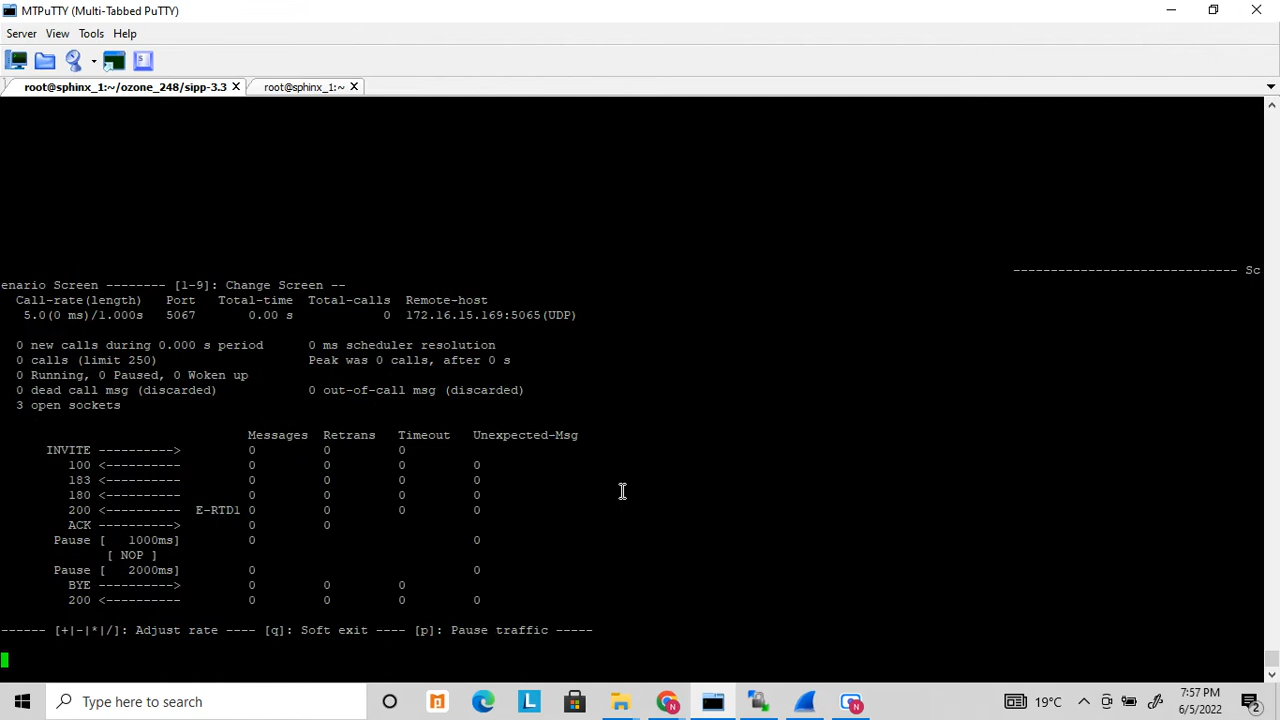 MTPuTTY (Multi-Tabbed PuTTY)
Server View Tools Help
root@sphinx_1:~/ozone_248/sipp-3.3 root@sphinx_1:~
------------------------------ Sc
enario Screen -------- [1-9]: Change Screen --
Call-rate(length) Port Total-time Total-calls Remote-host
5.0(0 ms)/1.000s 5067 0.00 s 0 172.16.15.169:5065(UDP)
0 new calls during 0.000 s period 0 ms scheduler resolution
0 calls (limit 250) Peak was 0 calls, after 0 s
0 Running, 0 Paused, 0 Woken up
0 dead call msg (discarded) 0 out-of-call msg (discarded)
3 open sockets
Messages Retrans Timeout Unexpected-Msg
INVITE ----------> 0 0 0
100 <---------- 0 0 0 0
183 <---------- 0 0 0 0
180 <---------- 0 0 0 0
200 <---------- E-RTD1 0 0 0 0
ACK ----------> 0 0
Pause [ 1000ms] 0 0
[ NOP ]
Pause [ 2000ms] 0 0
BYE ----------> 0 0 0
200 <---------- 0 0 0 0
------ [+|-|*|/]: Adjust rate ---- [q]: Soft exit ---- [p]: Pause traffic -----
Type here to search
19°C
7:57 PM
6/5/2022
2